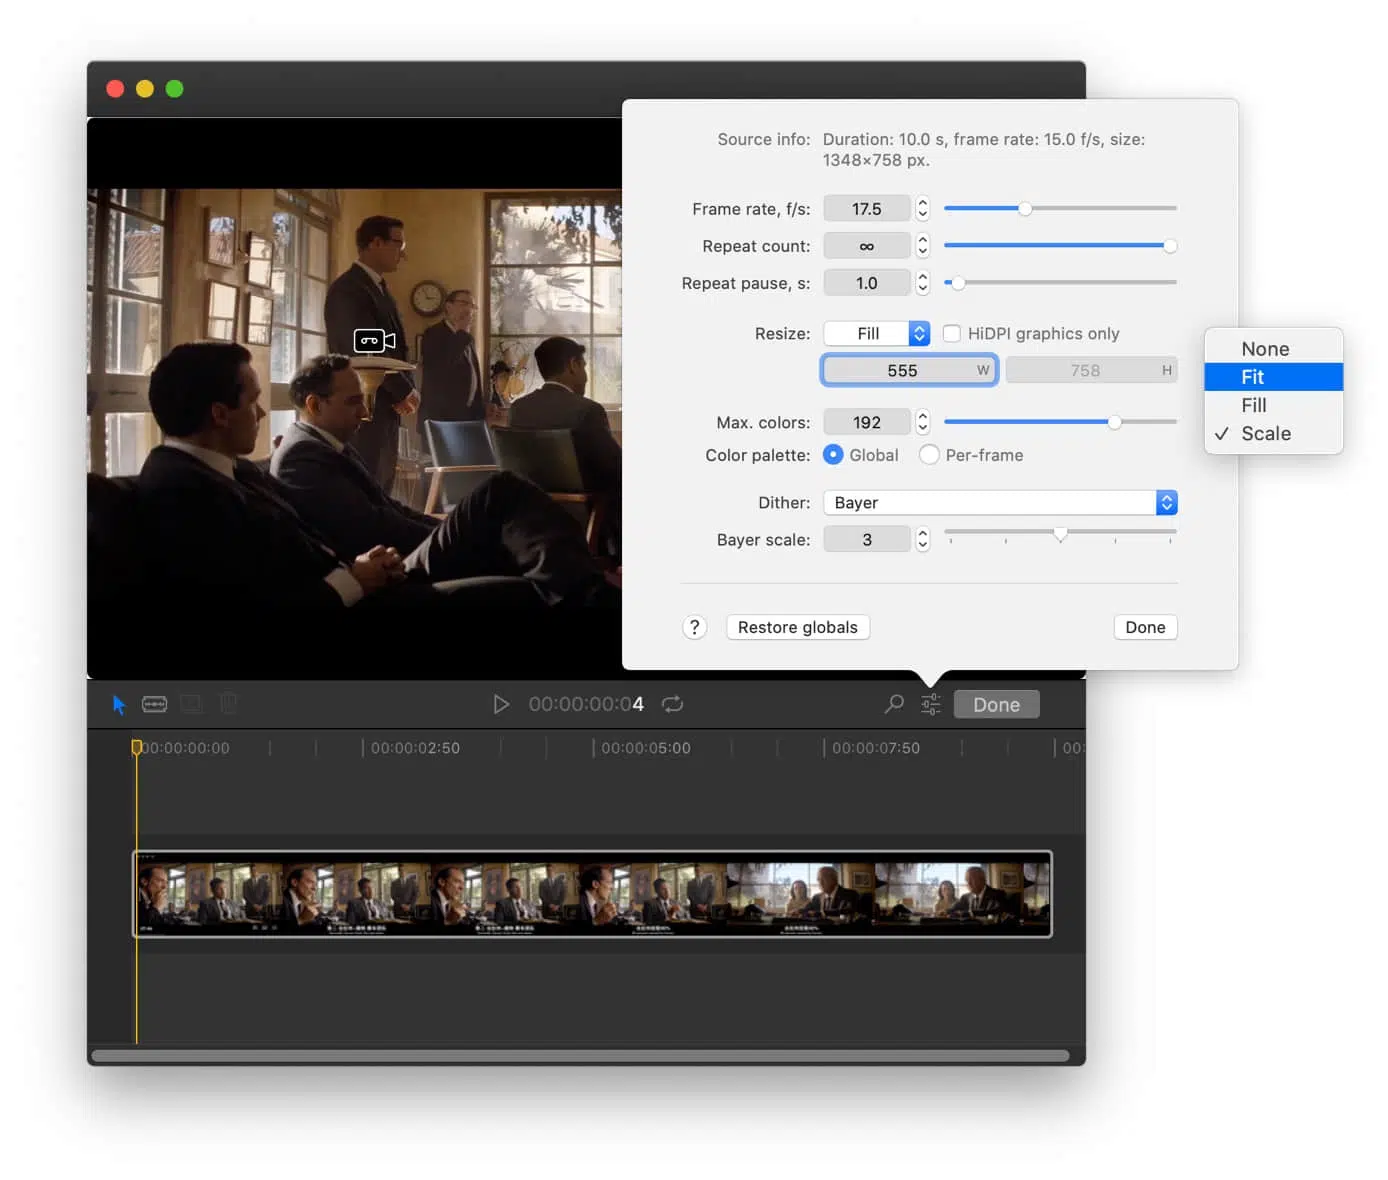 Source info: Duration: 10.0 s, frame rate: 15.0 f/s, size:
1348×758 px.
Frame rate, f/s: 17.5
Repeat count: ∞
Repeat pause, s: 1.0
Resize: Fill HiDPI graphics only
555 W 758 H
None
Fit
Fill
✓ Scale
Max. colors: 192
Color palette: Global Per-frame
Dither: Bayer
Bayer scale: 3
? Restore globals Done
00:00:00:04 Done
00:00:00:00 00:00:02:50 00:00:05:00 00:00:07:50 00: